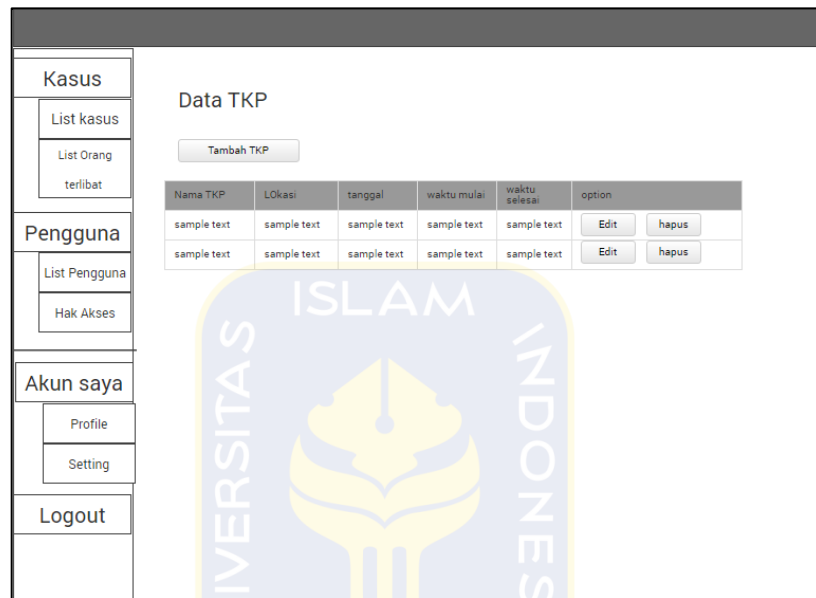 Kasus
List kasus
List Orang
terlibat
Pengguna
List Pengguna
Hak Akses
Akun saya
Profile
Setting
Logout
Data TKP
Tambah TKP
Nama TKP LOkasi tanggal waktu mulai waktu selesai option
sample text sample text sample text sample text sample text Edit hapus
sample text sample text sample text sample text sample text Edit hapus
ISLAM
IVERSITAS
INDONES